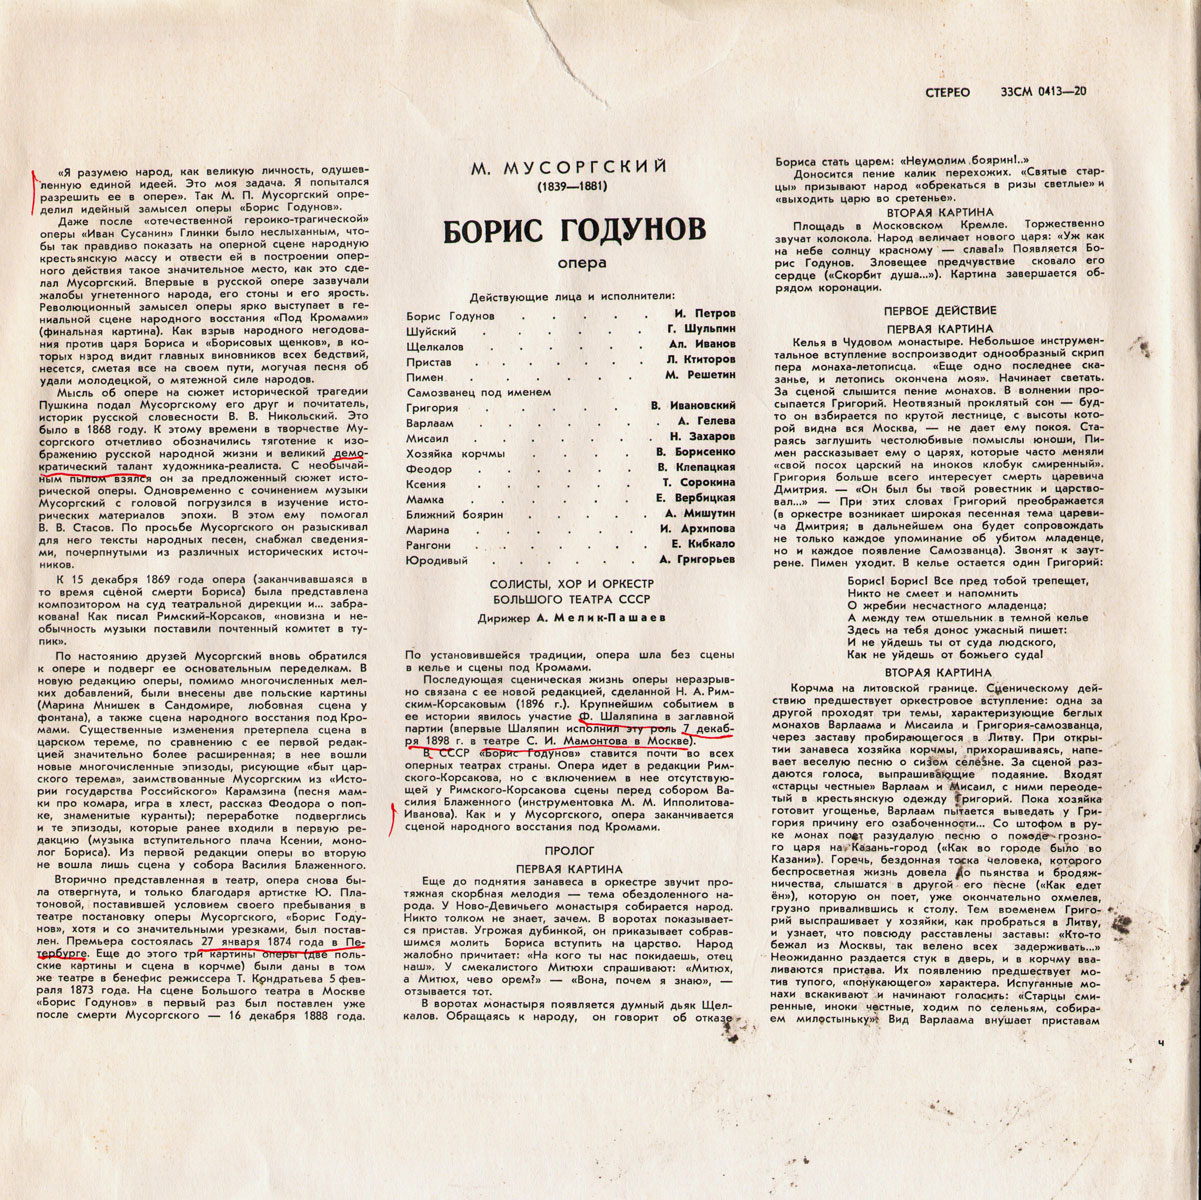 СТЕРЕО 33СМ 0413—20
«Я разумею народ, как великую личность, одушев-
ленную единой идеей. Это моя задача. Я попытался
разрешить ее в опере». Так М. П. Мусоргский опре-
делил идейный замысел оперы «Борис Годунов».
Даже после «отечественной героико-трагической»
оперы «Иван Сусанин» Глинки было неслыханным, что-
бы так правдиво показать на оперной сцене народную
крестьянскую массу и отвести ей в построении опер-
ного действия такое значительное место, как это сде-
лал Мусоргский. Впервые в русской опере зазвучали
жалобы угнетенного народа, его стоны и его ярость.
Революционный замысел оперы ярко выступает в ге-
ниальной сцене народного восстания «Под Кромами»
(финальная картина). Как взрыв народного негодова-
ния против царя Бориса и «Борисовых щенков», в ко-
торых народ видит главных виновников всех бедствий,
несется, сметая все на своем пути, могучая песня об
удали молодецкой, о мятежной силе народов.
Мысль об опере на сюжет исторической трагедии
Пушкина подал Мусоргскому его друг и почитатель,
историк русской словесности В. В. Никольский. Это
было в 1868 году. К этому времени в творчестве Му-
соргского отчетливо обозначились тяготение к изо-
бражению русской народной жизни и великий демо-
кратический талант художника-реалиста. С необычай-
ным пылом взялся он за предложенный сюжет исто-
рической оперы. Одновременно с сочинением музыки
Мусоргский с головой погрузился в изучение исто-
рических материалов эпохи. В этом ему помогал
В. В. Стасов. По просьбе Мусоргского он разыскивал
для него тексты народных песен, снабжал сведения-
ми, почерпнутыми из различных исторических источ-
ников.
К 15 декабря 1869 года опера (заканчивавшаяся в
то время сценой смерти Бориса) была представлена
композитором на суд театральной дирекции и... забра-
кована! Как писал Римский-Корсаков, «новизна и не-
обычность музыки поставили почтенный комитет в ту-
пик».
По настоянию друзей Мусоргский вновь обратился
к опере и подверг ее основательным переделкам. В
новую редакцию оперы, помимо многочисленных мел-
ких добавлений, были внесены две польские картины
(Марина Мнишек в Сандомире, любовная сцена у
фонтана), а также сцена народного восстания под Кро-
мами. Существенные изменения претерпела сцена в
царском тереме, по сравнению с ее первой редак-
цией значительно более расширенная; в нее вошли
новые многочисленные эпизоды, рисующие «быт цар-
ского терема», заимствованные Мусоргским из «Исто-
рии государства Российского» Карамзина (песня мам-
ки про комара, игра в хлест, рассказ Феодора о поп-
ке, знаменитые куранты); переработке подверглись
и те эпизоды, которые ранее входили в первую ре-
дакцию (музыка вступительного плача Ксении, моно-
лог Бориса). Из первой редакции оперы во вторую
не вошла лишь сцена у собора Василия Блаженного.
Вторично представленная в театр, опера снова бы-
ла отвергнута, и только благодаря артистке Ю. Пла-
тоновой, поставившей условием своего пребывания в
театре постановку оперы Мусоргского, «Борис Году-
нов», хотя и со значительными урезками, был постав-
лен. Премьера состоялась 27 января 1874 года в Пе-
тербурге. Еще до этого три картины оперы (две поль-
ские картины и сцена в корчме) были даны в том
же театре в бенефис режиссера Т. Кондратьева 5 фев-
раля 1873 года. На сцене Большого театра в Москве
«Борис Годунов» в первый раз был поставлен уже
после смерти Мусоргского — 16 декабря 1888 года.
М. МУСОРГСКИЙ
(1839—1881)
БОРИС ГОДУНОВ
опера
Действующие лица и исполнители:
Борис Годунов . . . . . И. Петров
Шуйский . . . . . . Г. Шульпин
Щелкалов . . . . . . Ал. Иванов
Пристав . . . . . . Л. Ктиторов
Пимен . . . . . . М. Решетин
Самозванец под именем
Григория . . . . . В. Ивановский
Варлаам . . . . . . А. Гелева
Мисаил . . . . . . Н. Захаров
Хозяйка корчмы . . . . В. Борисенко
Феодор . . . . . . В. Клепацкая
Ксения . . . . . . Т. Сорокина
Мамка . . . . . . Е. Вербицкая
Ближний боярин . . . . А. Мишутин
Марина . . . . . . И. Архипова
Рангони . . . . . . Е. Кибкало
Юродивый . . . . . А. Григорьев
СОЛИСТЫ, ХОР И ОРКЕСТР
БОЛЬШОГО ТЕАТРА СССР
Дирижер А. Мелик-Пашаев
По установившейся традиции, опера шла без сцены
в келье и сцены под Кромами.
Последующая сценическая жизнь оперы неразрыв-
но связана с ее новой редакцией, сделанной Н. А. Рим-
ским-Корсаковым (1896 г.). Крупнейшим событием в
ее истории явилось участие Ф. Шаляпина в заглавной
партии (впервые Шаляпин исполнил эту роль 7 декаб-
ря 1898 г. в театре С. И. Мамонтова в Москве).
В СССР «Борис Годунов» ставится почти во всех
оперных театрах страны. Опера идет в редакции Рим-
ского-Корсакова, но с включением в нее отсутствую-
щей у Римского-Корсакова сцены перед собором Ва-
силия Блаженного (инструментовка М. М. Ипполитова-
Иванова). Как и у Мусоргского, опера заканчивается
сценой народного восстания под Кромами.
ПРОЛОГ
ПЕРВАЯ КАРТИНА
Еще до поднятия занавеса в оркестре звучит про-
тяжная скорбная мелодия — тема обездоленного на-
рода. У Ново-Девичьего монастыря собирается народ.
Никто толком не знает, зачем. В воротах показывает-
ся пристав. Угрожая дубинкой, он приказывает собрав-
шимся молить Бориса вступить на царство. Народ
жалобно причитает: «На кого ты нас покидаешь, отец
наш». У смекалистого Митюхи спрашивают: «Митюх,
а Митюх, чево орем?» — «Вона, почем я знаю», —
отзывается тот.
В воротах монастыря появляется думный дьяк Щел-
калов. Обращаясь к народу, он говорит об отказе
Бориса стать царем: «Неумолим боярин!..»
Доносится пение калик перехожих. «Святые стар-
цы» призывают народ «обрекаться в ризы светлые» и
«выходить царю во сретенье».
ВТОРАЯ КАРТИНА
Площадь в Московском Кремле. Торжественно
звучат колокола. Народ величает нового царя: «Уж как
на небе солнцу красному — слава!» Появляется Бо-
рис Годунов. Зловещее предчувствие сковало его
сердце («Скорбит душа...»). Картина завершается об-
рядом коронации.
ПЕРВОЕ ДЕЙСТВИЕ
ПЕРВАЯ КАРТИНА
Келья в Чудовом монастыре. Небольшое инструмен-
тальное вступление воспроизводит однообразный скрип
пера монаха-летописца. «Еще одно последнее ска-
занье, и летопись окончена моя». Начинает светать.
За сценой слышится пение монахов. В волнении про-
сыпается Григорий. Неотвязный проклятый сон — буд-
то он взбирается по крутой лестнице, с высоты кото-
рой видна вся Москва, — не дает ему покоя. Ста-
раясь заглушить честолюбивые помыслы юноши, Пи-
мен рассказывает ему о царях, которые часто меняли
«свой посох царский на иноков клобук смиренный».
Григория больше всего интересует смерть царевича
Дмитрия. — «Он был бы твой ровестник и царство-
вал...» — При этих словах Григорий преображается
(в оркестре возникает широкая песенная тема цареви-
ча Дмитрия; в дальнейшем она будет сопровождать
не только каждое упоминание об убитом младенце,
но и каждое появление Самозванца). Звонят к заут-
рене. Пимен уходит. В келье остается один Григорий:
Борис! Борис! Все пред тобой трепещет,
Никто не смеет и напомнить
О жребии несчастного младенца;
А между тем отшельник в темной келье
Здесь на тебя донос ужасный пишет:
И не уйдешь ты от суда людского,
Как не уйдешь от божьего суда!
ВТОРАЯ КАРТИНА
Корчма на литовской границе. Сценическому дей-
ствию предшествует оркестровое вступление: одна за
другой проходят три темы, характеризующие беглых
монахов Варлаама и Мисаила и Григория-самозванца,
через заставу пробирающегося в Литву. При откры-
тии занавеса хозяйка корчмы, прихорашиваясь, напе-
вает веселую песню о сизом селезне. За сценой раз-
даются голоса, выпрашивающие подаяние. Входят
«старцы честные» Варлаам и Мисаил, с ними переоде-
тый в крестьянскую одежду Григорий. Пока хозяйка
готовит угощенье, Варлаам пытается выведать у Гри-
гория причину его озабоченности... Со штофом в ру-
ке монах поет разудалую песню о походе грозно-
го царя на Казань-город («Как во городе было во
Казани»). Горечь, бездонная тоска человека, которого
беспросветная жизнь довела до пьянства и бродяж-
ничества, слышатся в другой его песне («Как едет
ён»), которую он поет, уже окончательно охмелев,
грузно привалившись к столу. Тем временем Григо-
рий выспрашивает у хозяйки, как пробраться в Литву,
и узнает, что повсюду расставлены заставы: «Кто-то
бежал из Москвы, так велено всех задерживать...»
Неожиданно раздается стук в дверь, и в корчму вва-
ливаются пристава. Их появлению предшествует мо-
тив тупого, «понукающего» характера. Испуганные мо-
нахи вскакивают и начинают голосить: «Старцы сми-
ренные, иноки честные, ходим по селеньям, собира-
ем милостыньку». Вид Варлаама внушает приставам
ч